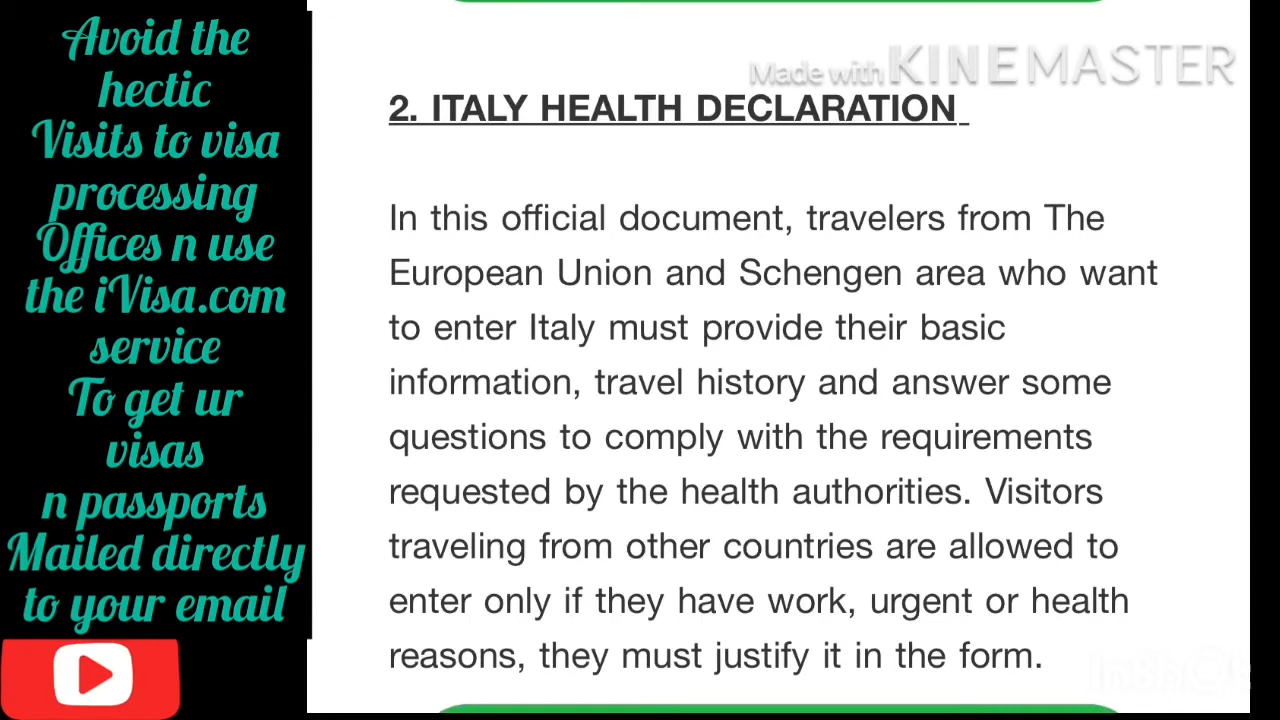 Avoid the
hectic
Visits to visa
processing
Offices n use
the iVisa.com
service
To get ur
visas
n passports
Mailed directly
to your email
Made with KINEMASTER
2. ITALY HEALTH DECLARATION
In this official document, travelers from The
European Union and Schengen area who want
to enter Italy must provide their basic
information, travel history and answer some
questions to comply with the requirements
requested by the health authorities. Visitors
traveling from other countries are allowed to
enter only if they have work, urgent or health
reasons, they must justify it in the form.